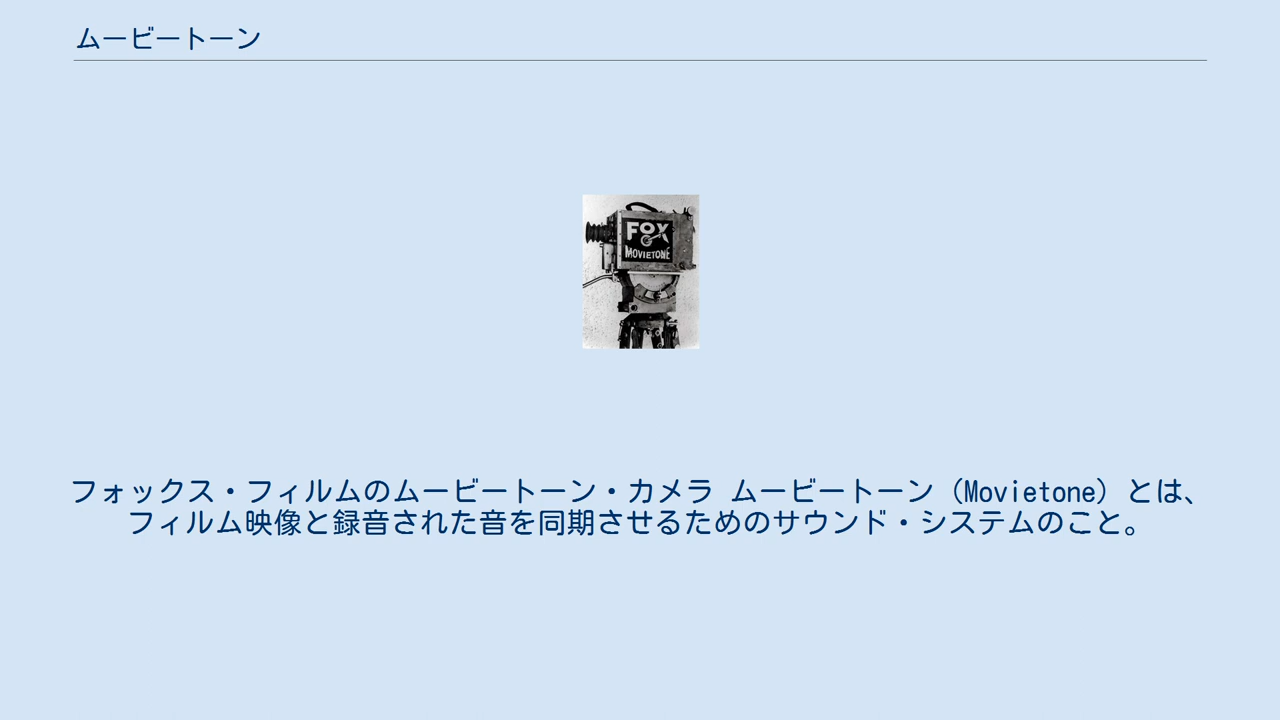 ムービートーン
FOX
MOVIETONE
フォックス・フィルムのムービートーン・カメラ ムービートーン（Movietone）とは、
フィルム映像と録音された音を同期させるためのサウンド・システムのこと。